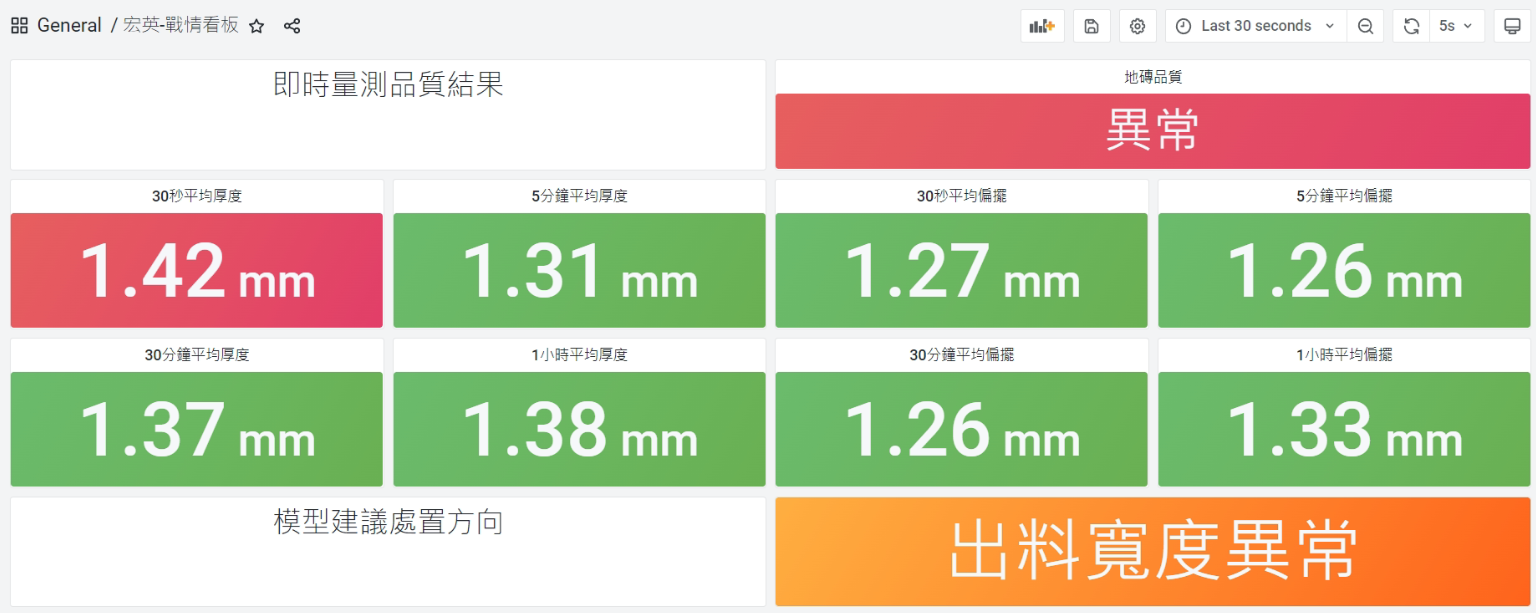 General / 宏英-戰情看板
Last 30 seconds
5s
即時量測品質結果
地磚品質
異常
30秒平均厚度
5分鐘平均厚度
30秒平均偏擺
5分鐘平均偏擺
1.42 mm
1.31 mm
1.27 mm
1.26 mm
30分鐘平均厚度
1小時平均厚度
30分鐘平均偏擺
1小時平均偏擺
1.37 mm
1.38 mm
1.26 mm
1.33 mm
模型建議處置方向
出料寬度異常